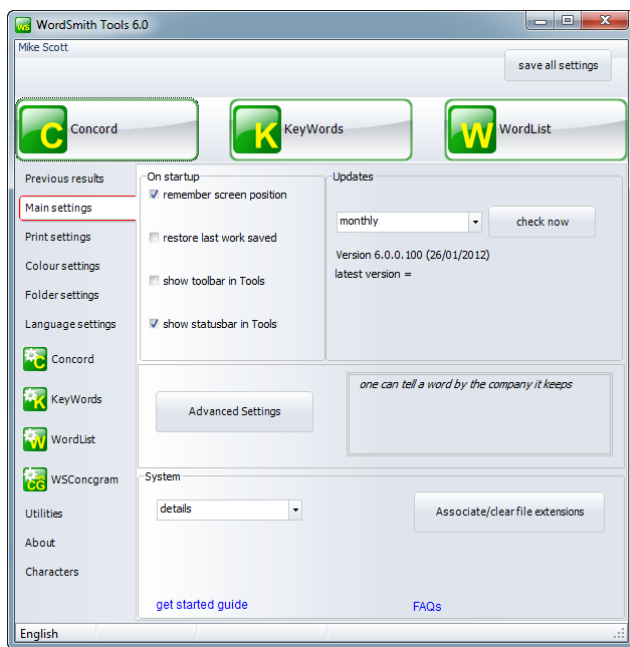 WS WordSmith Tools 6.0
Mike Scott
save all settings
C Concord
K KeyWords
W WordList
Previous results
Main settings
Print settings
Colour settings
Folder settings
Language settings
C Concord
K KeyWords
W WordList
CG WSConcgram
Utilities
About
Characters
On startup
remember screen position
restore last work saved
show toolbar in Tools
show statusbar in Tools
Updates
monthly
check now
Version 6.0.0.100 (26/01/2012)
latest version =
Advanced Settings
one can tell a word by the company it keeps
System
details
Associate/clear file extensions
get started guide
FAQs
English